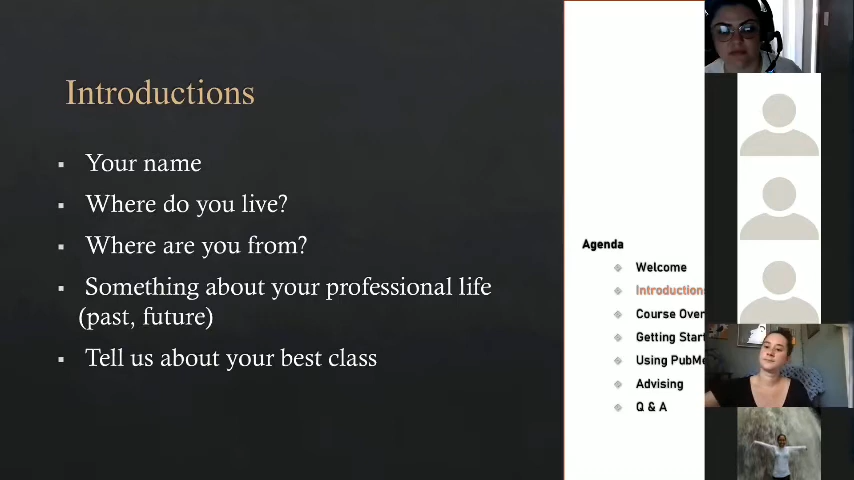 Introductions
▪ Your name
▪ Where do you live?
▪ Where are you from?
▪ Something about your professional life
(past, future)
▪ Tell us about your best class
Agenda
Welcome
Introductions
Course Over
Getting Start
Using PubMe
Advising
Q & A